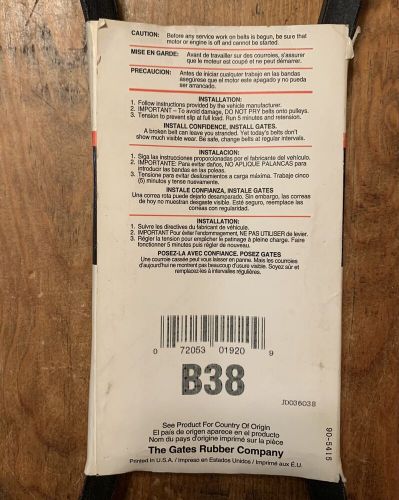 CAUTION: Before any service work on belts is begun, be sure that
motor or engine is off and cannot be started.
MISE EN GARDE: Avant de travailler sur des courroies, s'assurer
que le moteur est coupé et ne peut démarrer.
PRECAUCION: Antes de iniciar cualquier trabajo en las bandas
asegúrese que el motor este apagado y no pueda
ser arrancado.
INSTALLATION:
1. Follow instructions provided by the vehicle manufacturer.
2. IMPORTANT – To avoid damage, DO NOT PRY belts onto pulleys.
3. Tension to prevent slip at full load. Run 5 minutes and retension.
INSTALL CONFIDENCE, INSTALL GATES.
A broken belt can leave you stranded. Yet today's belts don't
show much visible wear. Be safe, change belts at regular intervals.
INSTALACION:
1. Siga las instrucciones proporcionadas por el fabricante del vehículo.
2. IMPORTANTE: Para evitar daños, NO APLIQUE PALANCAS para
introducir las bandas en las poleas.
3. Tensione para evitar deslizamientos a carga máxima. Trabaje cinco
(5) minutos y tense nuevamente.
INSTALE CONFIANZA, INSTALE GATES
Una correa rota puede dejarlo desamparado. Sin embargo, las correas
de hoy no muestran desgaste visible. Esté seguro, reemplace las
correas con regularidad.
INSTALLATION:
1. Suivre les directives du fabricant de véhicule.
2. IMPORTANT Pour éviter l'endommagement, NE PAS UTILISER de levier.
3. Régler la tension pour empêcher le patinage à pleine charge. Faire
fonctionner 5 minutes puis régler de nouveau.
POSEZ-LA AVEC CONFIANCE. POSEZ GATES
Une courroie cassée peut vous laisser en panne. Mais les courroies
d'aujourd'hui ne montrent pas beaucoup d'usure visible. Soyez sûr et
remplacez-les à intervalles régulières.
0 72053 01920 9
B38
JD036038
90-5415
See Product For Country Of Origin
El país de origen aparece en el producto
Nom du pays d'origine imprimé sur la pièce
The Gates Rubber Company
Printed in U.S.A. / Impreso en Estados Unidos / Imprimé aux É.U.